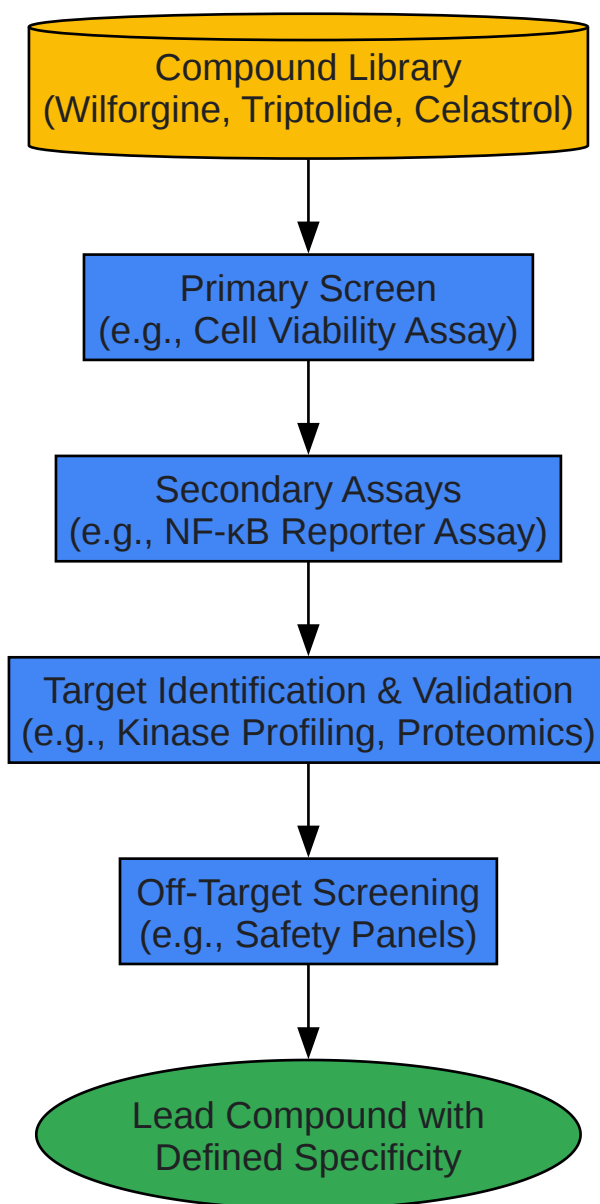 Compound Library
(Wilforgine, Triptolide, Celastrol)
Primary Screen
(e.g., Cell Viability Assay)
Secondary Assays
(e.g., NF-κB Reporter Assay)
Target Identification & Validation
(e.g., Kinase Profiling, Proteomics)
Off-Target Screening
(e.g., Safety Panels)
Lead Compound with
Defined Specificity